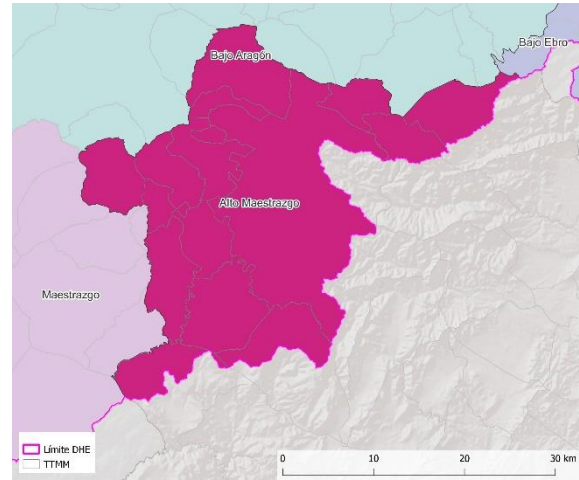 Bajo Ebro
Bajo Aragón
Alto Maestrazgo
Maestrazgo
Límite DHE
TTMM
0 10 20 30 km